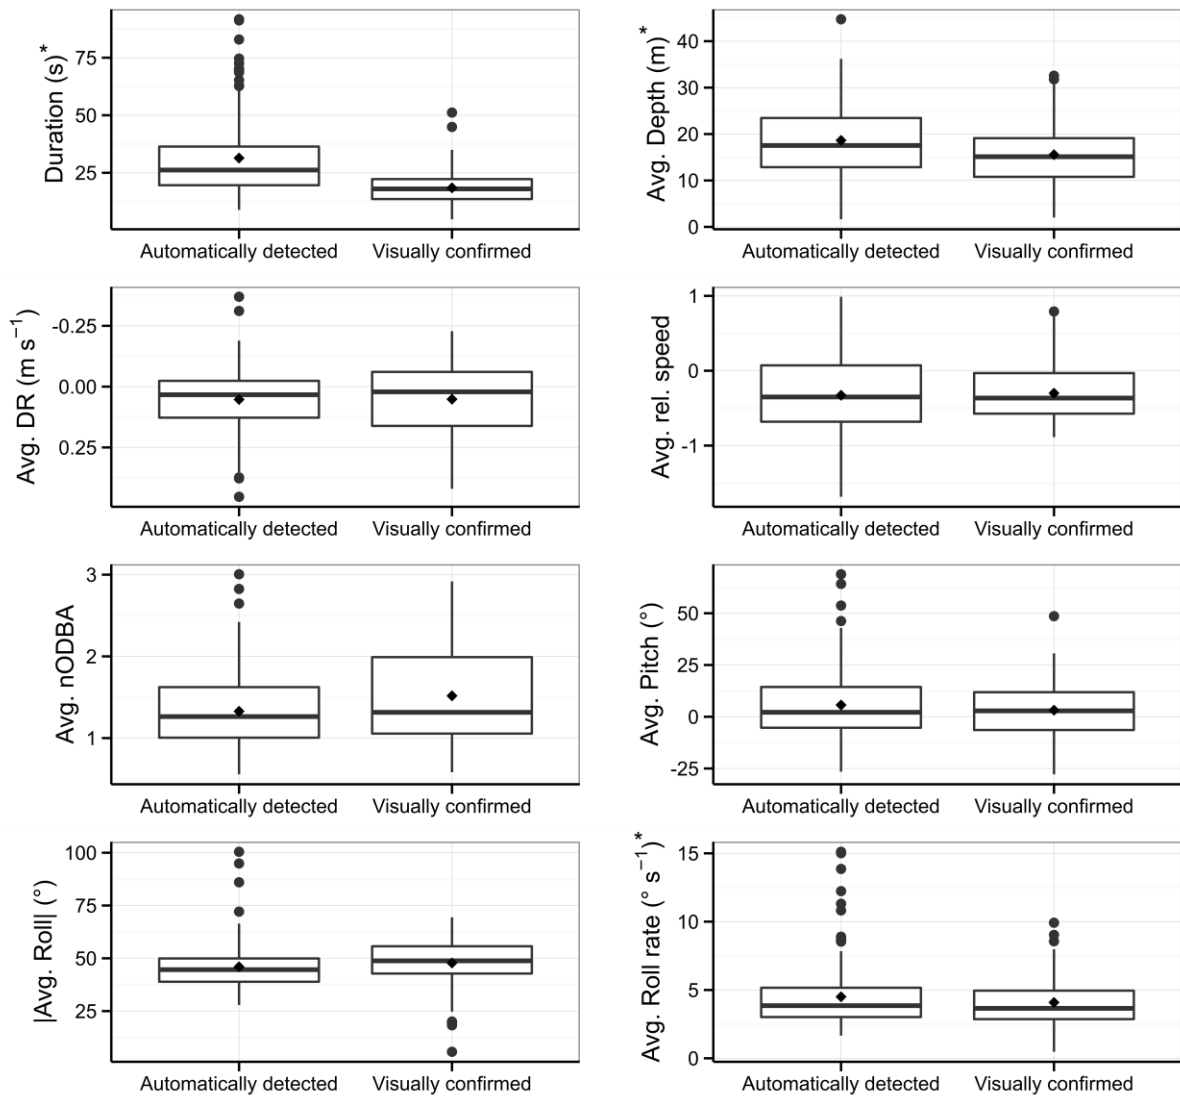 Duration (s)*
75
50
25
Automatically detected Visually confirmed
Avg. Depth (m)*
40
30
20
10
0
Automatically detected Visually confirmed
Avg. DR (m s−1)
-0.25
0.00
0.25
Automatically detected Visually confirmed
Avg. rel. speed
1
0
-1
Automatically detected Visually confirmed
Avg. nODBA
3
2
1
Automatically detected Visually confirmed
Avg. Pitch (°)
50
25
0
-25
Automatically detected Visually confirmed
|Avg. Roll| (°)
100
75
50
25
Automatically detected Visually confirmed
Avg. Roll rate (° s−1)*
15
10
5
0
Automatically detected Visually confirmed